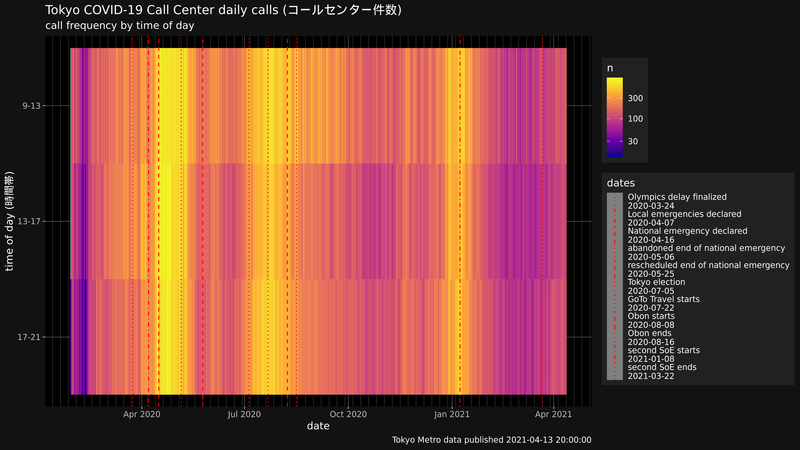 Tokyo COVID-19 Call Center daily calls (コールセンター件数)
call frequency by time of day
time of day (時間帯)
9-13
13-17
17-21
Apr 2020
Jul 2020
Oct 2020
Jan 2021
Apr 2021
date
n
300
100
30
dates
Olympics delay finalized
2020-03-24
Local emergencies declared
2020-04-07
National emergency declared
2020-04-16
abandoned end of national emergency
2020-05-06
rescheduled end of national emergency
2020-05-25
Tokyo election
2020-07-05
GoTo Travel starts
2020-07-22
Obon starts
2020-08-08
Obon ends
2020-08-16
second SoE starts
2021-01-08
second SoE ends
2021-03-22
Tokyo Metro data published 2021-04-13 20:00:00